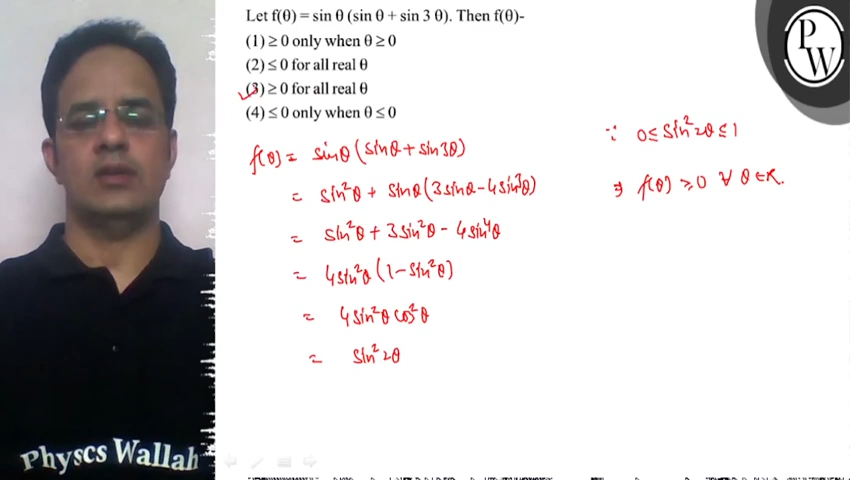 Let f(θ) = sin θ (sin θ + sin 3 θ). Then f(θ)-
(1) ≥ 0 only when θ ≥ 0
(2) ≤ 0 for all real θ
(3) ≥ 0 for all real θ
(4) ≤ 0 only when θ ≤ 0
f(θ) = sinθ (sinθ + sin3θ)
= sin²θ + sinθ (3sinθ - 4sin³θ)
= sin²θ + 3sin²θ - 4sin⁴θ
= 4sin²θ (1 - sin²θ)
= 4sin²θ cos²θ
= sin²2θ
∵ 0 ≤ sin²2θ ≤ 1
⇒ f(θ) ≥ 0 ∀ θ ∈ R.
P
W
Physcs Wallah